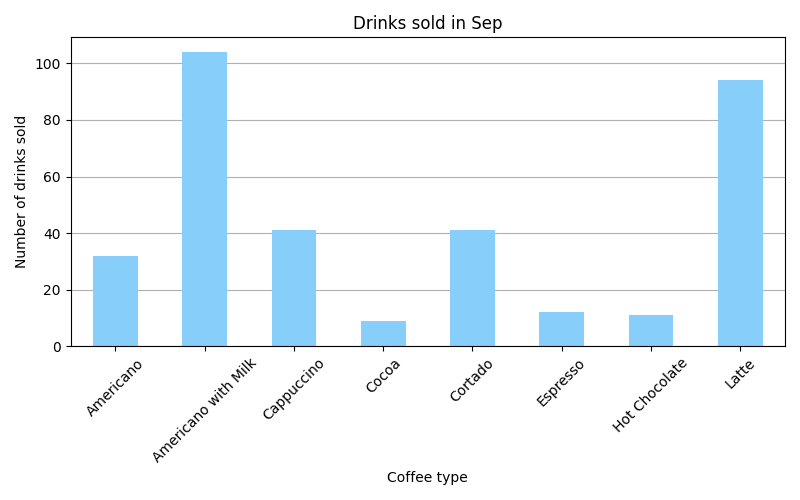 Drinks sold in Sep
Number of drinks sold
100
80
60
40
20
0
Americano
Americano with Milk
Cappuccino
Cocoa
Cortado
Espresso
Hot Chocolate
Latte
Coffee type